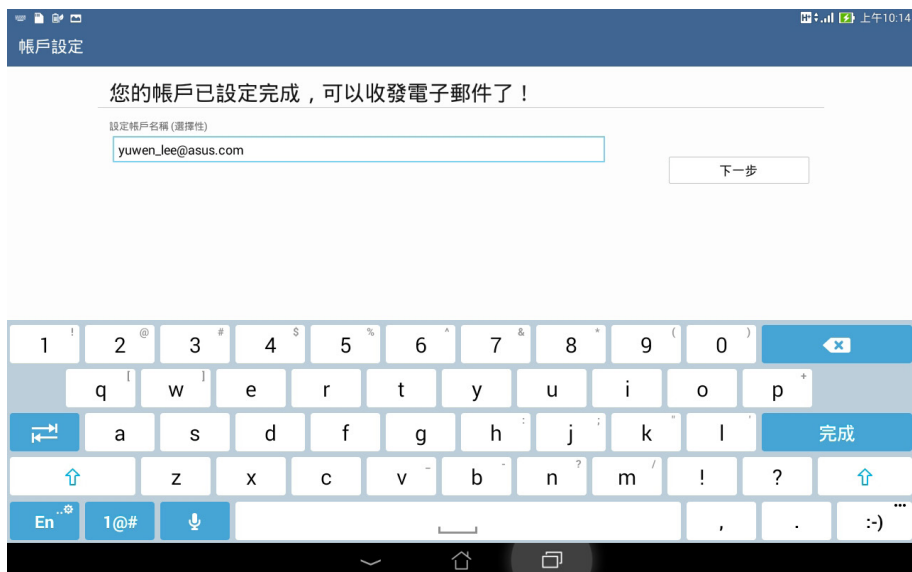 H+ 上午10:14
帳戶設定
您的帳戶已設定完成，可以收發電子郵件了！
設定帳戶名稱 (選擇性)
yuwen_lee@asus.com
下一步
1 ! 2 @ 3 # 4 $ 5 % 6 ^ 7 & 8 * 9 ( 0 )
q [ w ] e r t y u i o p +
a s d f g h : j ; k " l ' 完成
z x c v _ b - n ? m / ! ?
En 1@# , . :-)